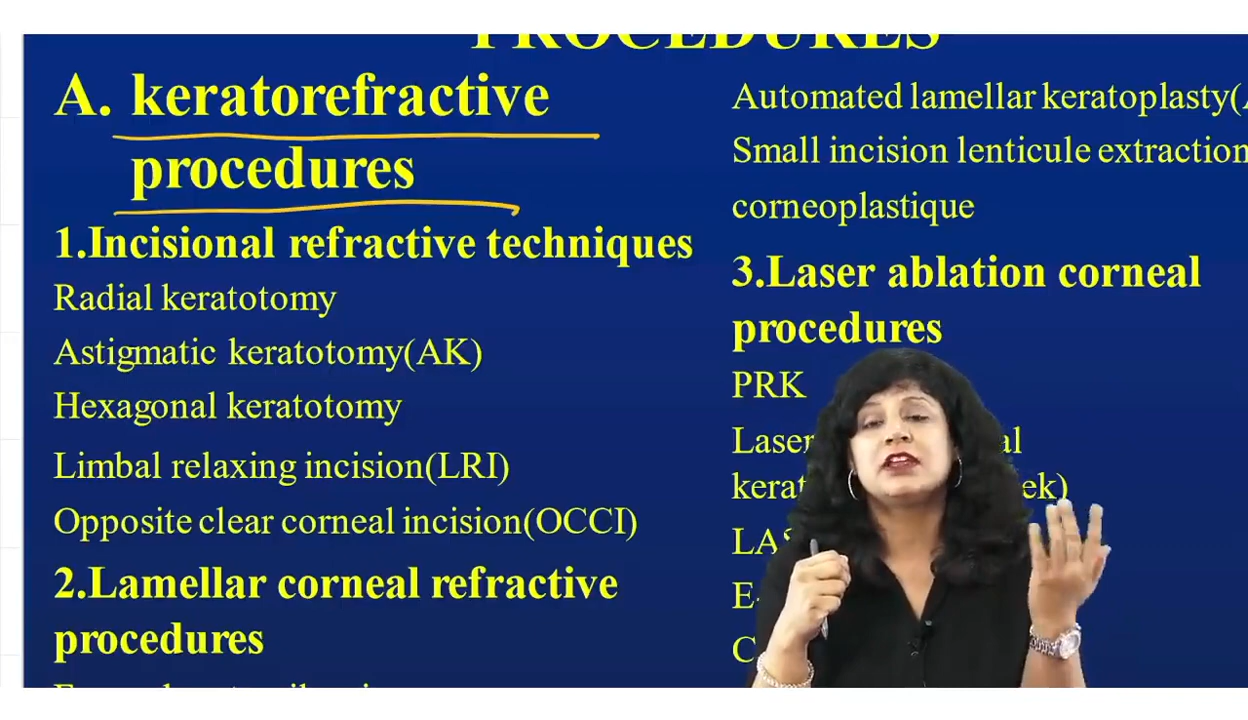 PROCEDURES
A. keratorefractive
procedures
1.Incisional refractive techniques
Radial keratotomy
Astigmatic keratotomy(AK)
Hexagonal keratotomy
Limbal relaxing incision(LRI)
Opposite clear corneal incision(OCCI)
2.Lamellar corneal refractive
procedures
Automated lamellar keratoplasty(
Small incision lenticule extraction
corneoplastique
3.Laser ablation corneal
procedures
PRK
Laser